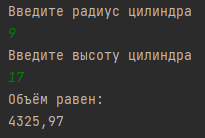 Введите радиус цилиндра
9
Введите высоту цилиндра
17
Объём равен:
4325,97